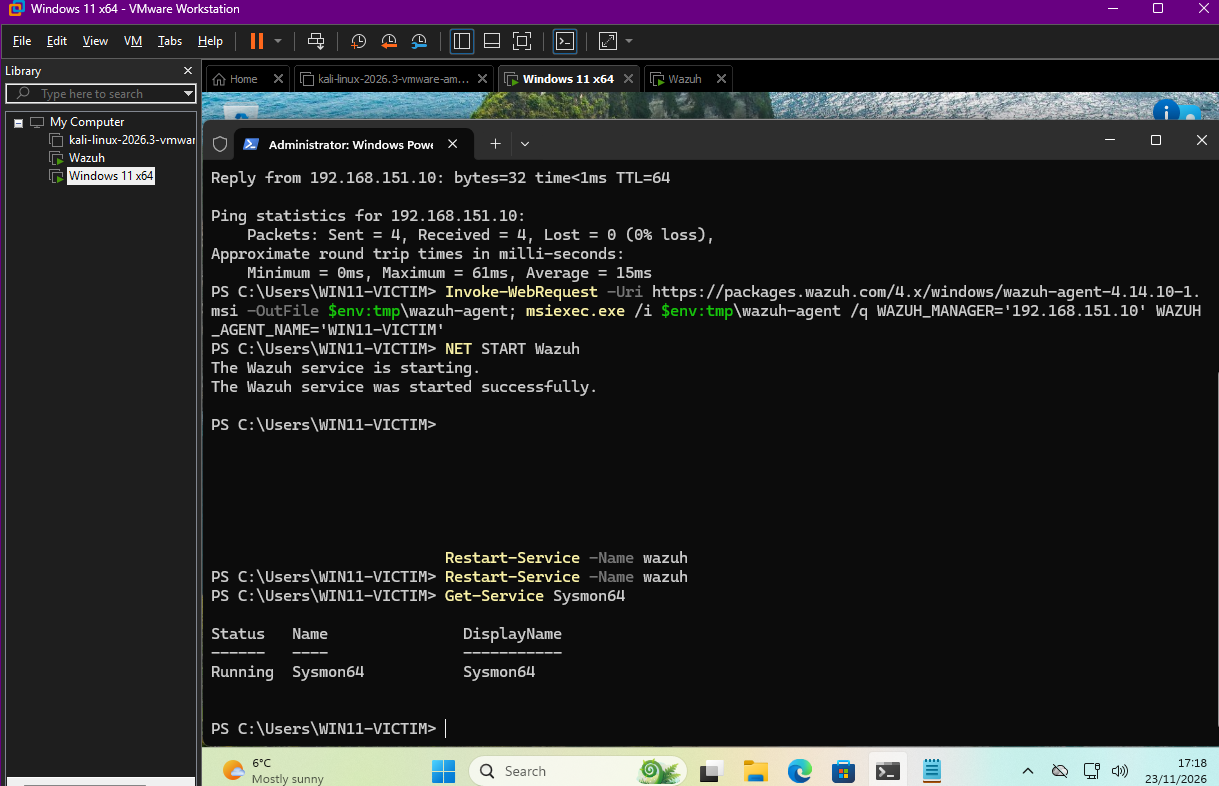 Windows 11 x64 - VMware Workstation
File Edit View VM Tabs Help
Library
Type here to search
My Computer
kali-linux-2026.3-vmwar
Wazuh
Windows 11 x64
Home
kali-linux-2026.3-vmware-am...
Windows 11 x64
Wazuh
Administrator: Windows Powe
Reply from 192.168.151.10: bytes=32 time<1ms TTL=64
Ping statistics for 192.168.151.10:
    Packets: Sent = 4, Received = 4, Lost = 0 (0% loss),
Approximate round trip times in milli-seconds:
    Minimum = 0ms, Maximum = 61ms, Average = 15ms
PS C:\Users\WIN11-VICTIM> Invoke-WebRequest -Uri https://packages.wazuh.com/4.x/windows/wazuh-agent-4.14.10-1.
msi -OutFile $env:tmp\wazuh-agent; msiexec.exe /i $env:tmp\wazuh-agent /q WAZUH_MANAGER='192.168.151.10' WAZUH
_AGENT_NAME='WIN11-VICTIM'
PS C:\Users\WIN11-VICTIM> NET START Wazuh
The Wazuh service is starting.
The Wazuh service was started successfully.
PS C:\Users\WIN11-VICTIM>
Restart-Service -Name wazuh
PS C:\Users\WIN11-VICTIM> Restart-Service -Name wazuh
PS C:\Users\WIN11-VICTIM> Get-Service Sysmon64
Status   Name               DisplayName
------   ----               -----------
Running  Sysmon64           Sysmon64
PS C:\Users\WIN11-VICTIM>
6°C
Mostly sunny
Search
17:18
23/11/2026